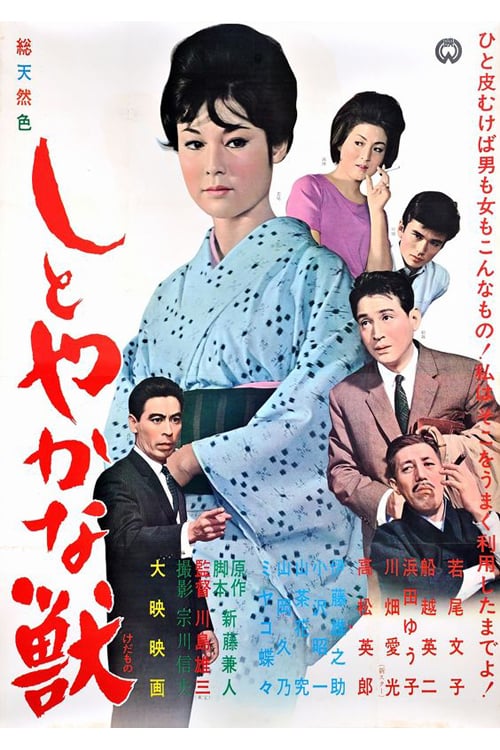 ひと皮むけば男も女もこんなもの!私はそこをうまく利用したまでよ!
総天然色
しとやかな獣
けだもの
若尾文子
船越英二
浜田ゆう子
川畑愛光
(新スター)
高松英郎
伊藤雄之助
小沢昭一
山茶花究
山岡久乃
ミヤコ蝶々
原作
脚本
新藤兼人
監督 川島雄三
撮影 宗川信夫
大映映画